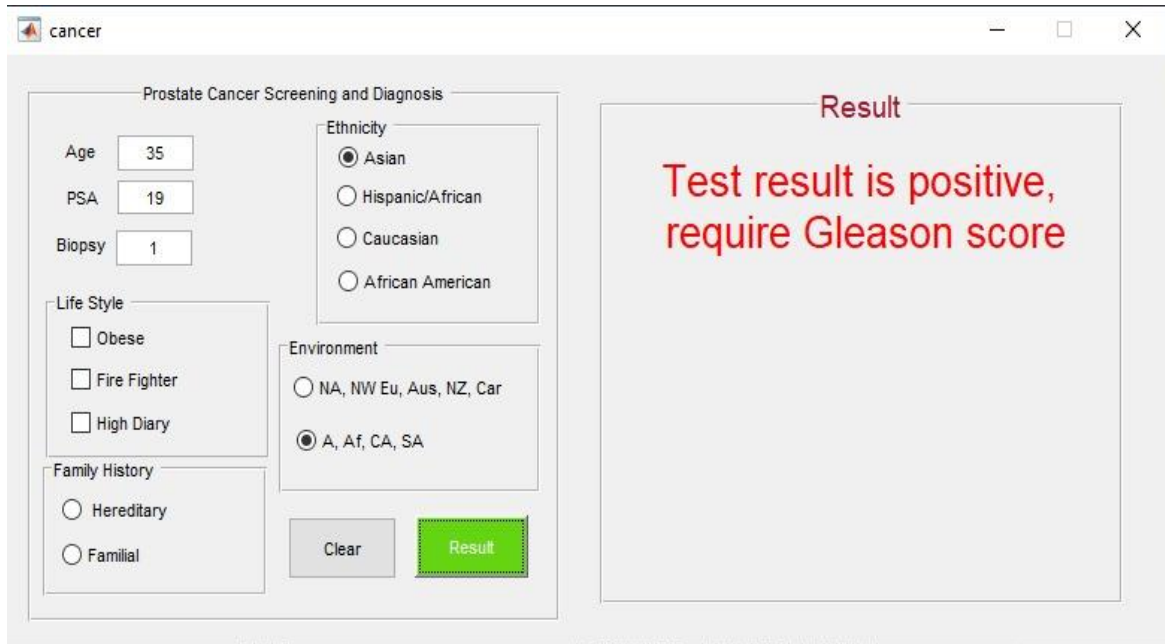 cancer
Prostate Cancer Screening and Diagnosis
Age 35
PSA 19
Biopsy 1
Ethnicity
Asian
Hispanic/African
Caucasian
African American
Life Style
Obese
Fire Fighter
High Diary
Environment
NA, NW Eu, Aus, NZ, Car
A, Af, CA, SA
Family History
Hereditary
Familial
Clear
Result
Result
Test result is positive,
require Gleason score